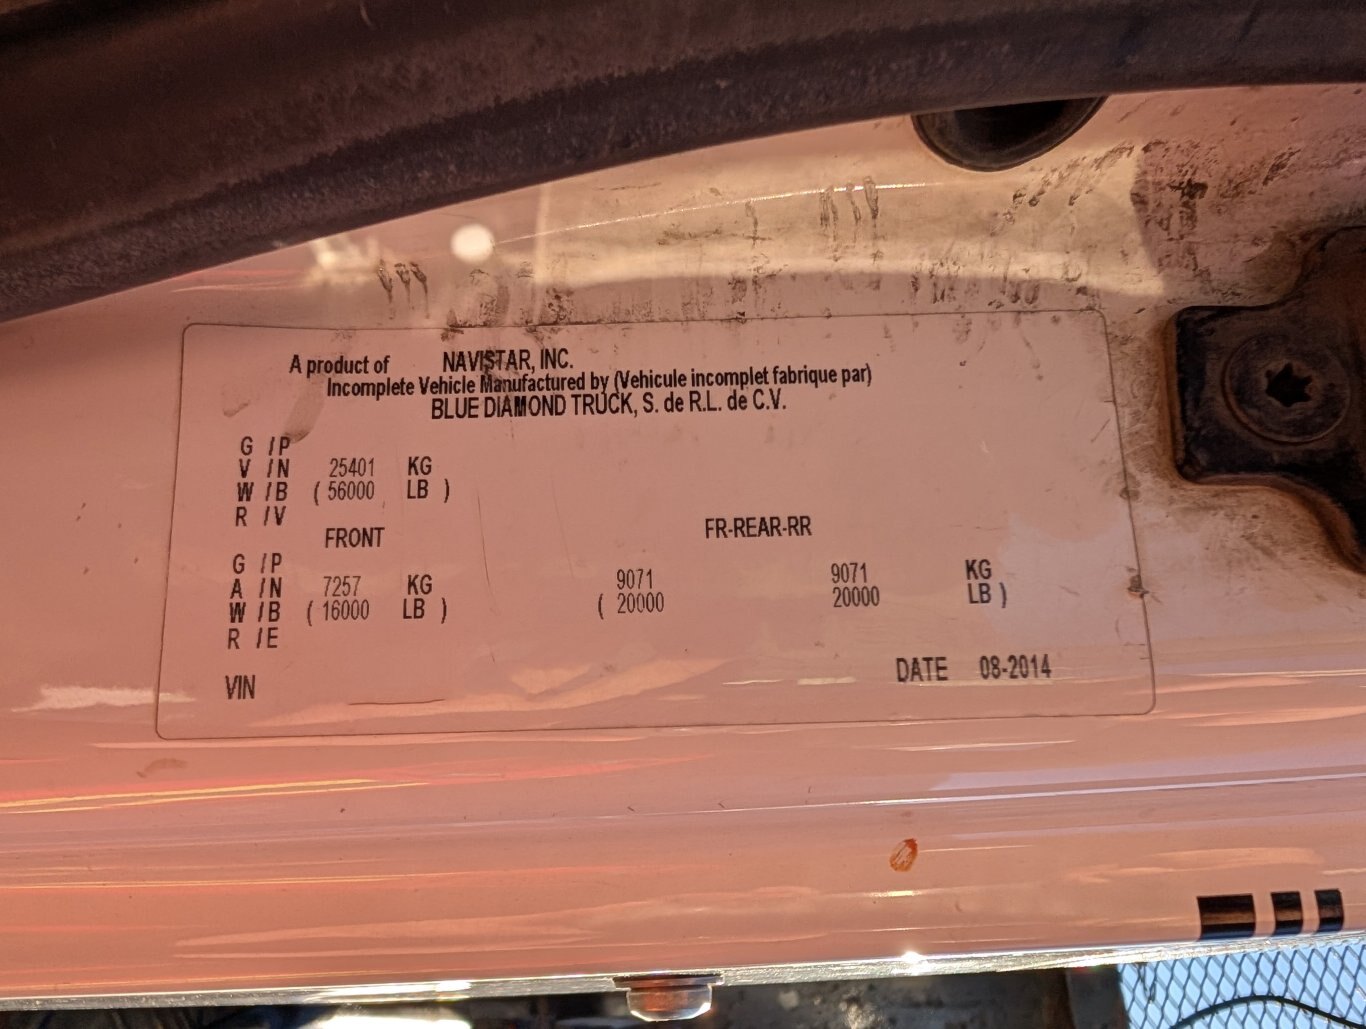 A product of NAVISTAR, INC.
Incomplete Vehicle Manufactured by (Vehicule incomplet fabrique par)
BLUE DIAMOND TRUCK, S. de R.L. de C.V.
G /P
V /N 25401 KG
W /B ( 56000 LB )
R /V
FRONT FR-REAR-RR
G /P
A /N 7257 KG 9071 9071 KG
W /B ( 16000 LB ) ( 20000 20000 LB )
R /E
VIN DATE 08-2014